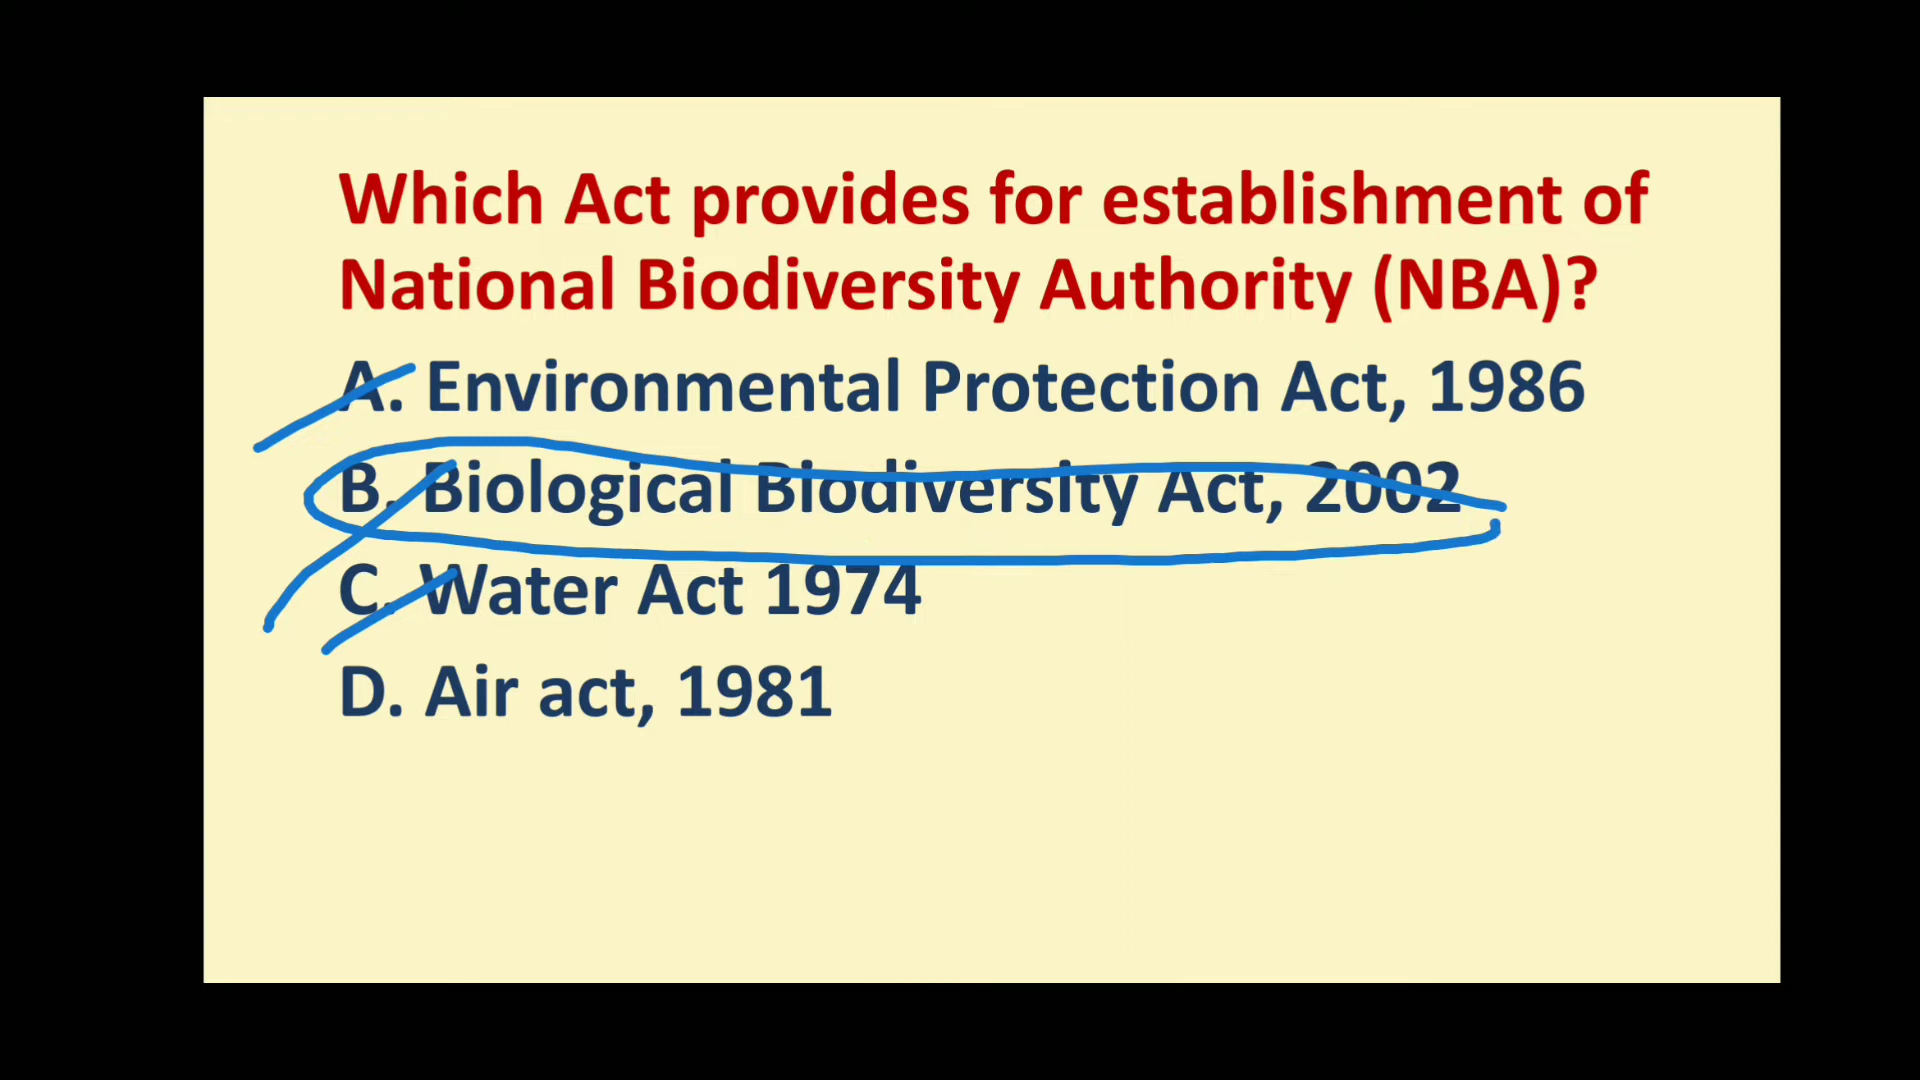 Which Act provides for establishment of
National Biodiversity Authority (NBA)?
A. Environmental Protection Act, 1986
B. Biological Biodiversity Act, 2002
C. Water Act 1974
D. Air act, 1981